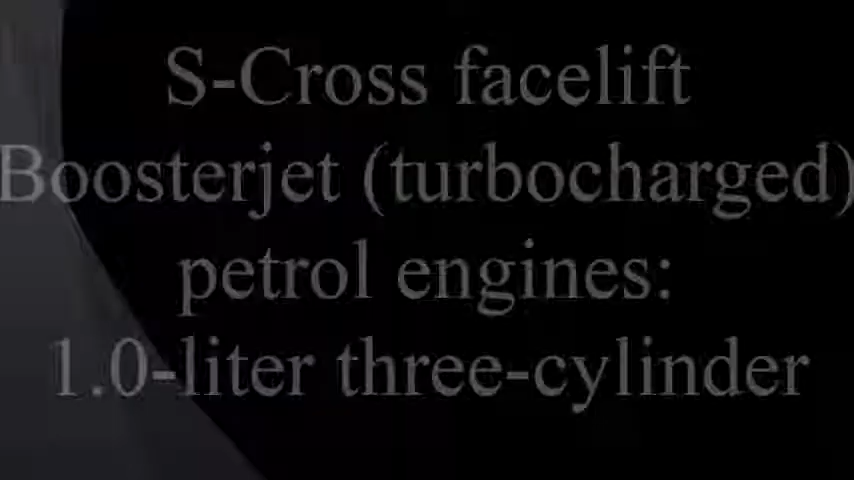 S-Cross facelift
Boosterjet (turbocharged)
petrol engines:
1.0-liter three-cylinder